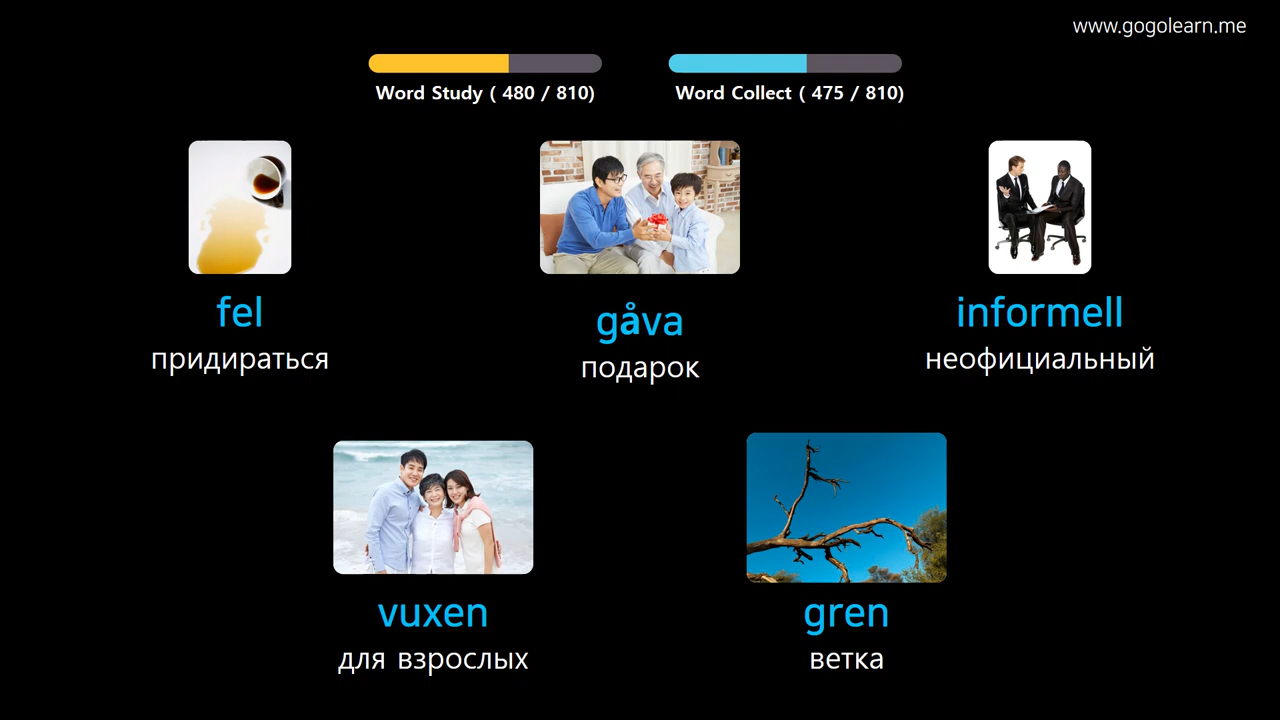 www.gogolearn.me
Word Study ( 480 / 810)
Word Collect ( 475 / 810)
fel
придираться
gåva
подарок
informell
неофициальный
vuxen
для взрослых
gren
ветка